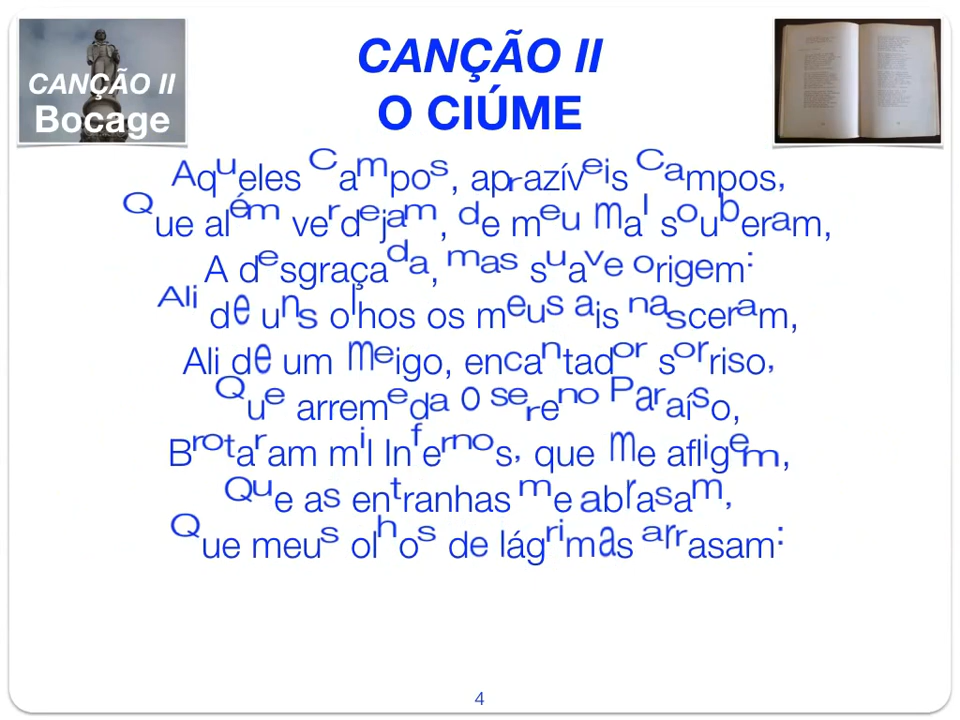 CANÇÃO II
Bocage
CANÇÃO II
O CIÚME
Aqueles Campos, aprazíveis Campos,
Que além verdejam, de meu mal souberam,
A desgraçada, mas suave origem:
Ali de uns olhos os meus ais nasceram,
Ali de um meigo, encantador sorriso,
Que arremeda o sereno Paraíso,
Brotaram mil Infernos, que me afligem,
Que as entranhas me abrasam,
Que meus olhos de lágrimas arrasam:
4